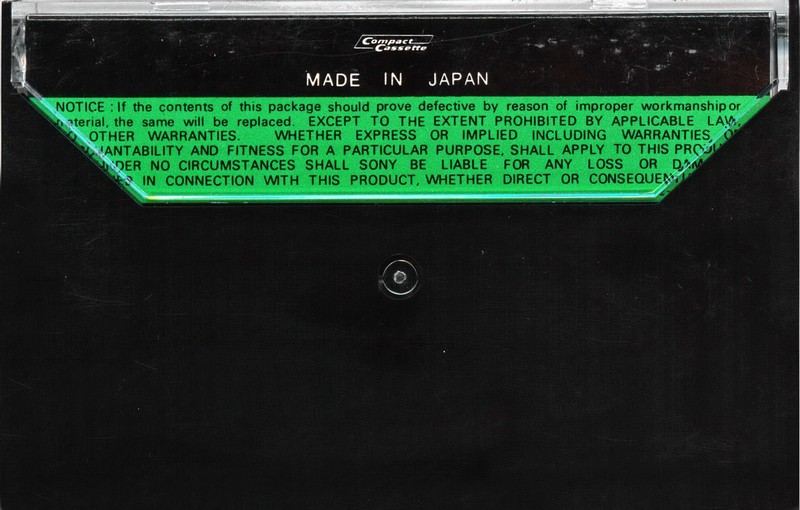 Compact
Cassette
MADE IN JAPAN
NOTICE : If the contents of this package should prove defective by reason of improper workmanship or
material, the same will be replaced. EXCEPT TO THE EXTENT PROHIBITED BY APPLICABLE LAW,
OTHER WARRANTIES. WHETHER EXPRESS OR IMPLIED INCLUDING WARRANTIES
AND FITNESS FOR A PARTICULAR PURPOSE, SHALL APPLY TO THIS
NO CIRCUMSTANCES SHALL SONY BE LIABLE FOR ANY LOSS OR
IN CONNECTION WITH THIS PRODUCT, WHETHER DIRECT OR